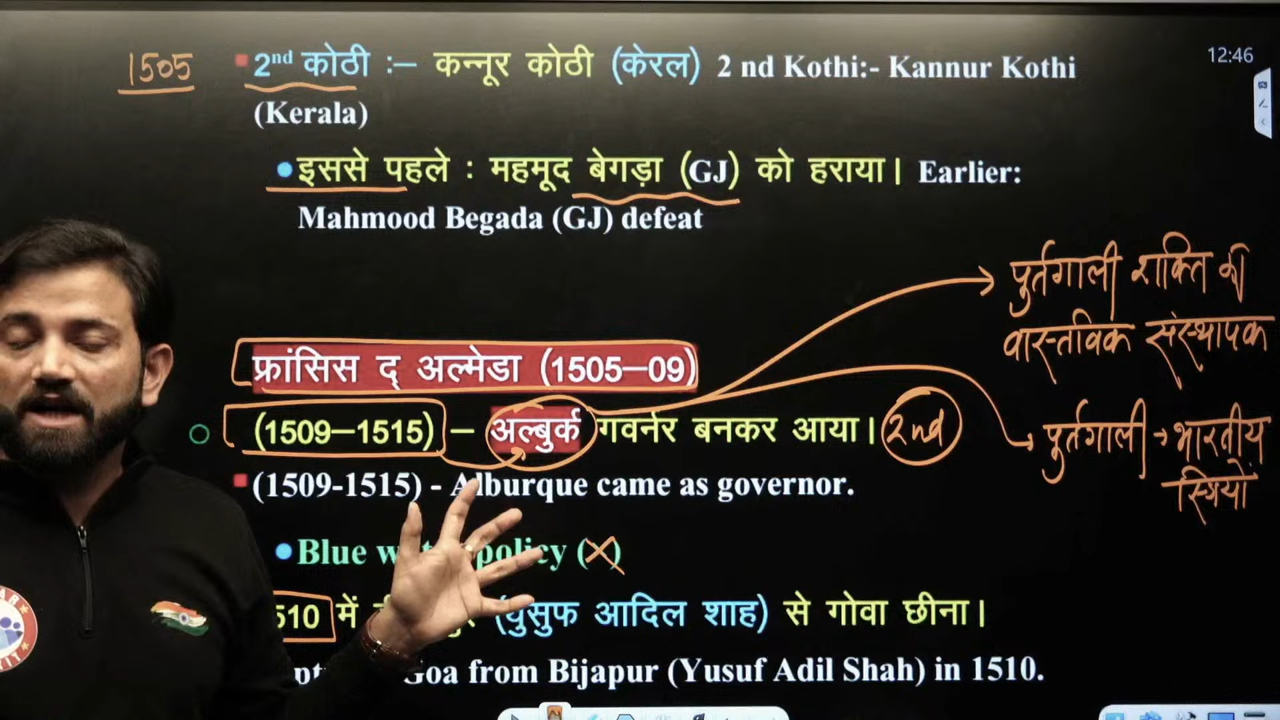 12:46
1505 2nd कोठी :– कन्नूर कोठी (केरल) 2 nd Kothi:- Kannur Kothi
(Kerala)
इससे पहले : महमूद बेगड़ा (GJ) को हराया। Earlier:
Mahmood Begada (GJ) defeat
पुर्तगाली शक्ति की
वास्तविक संस्थापक
फ्रांसिस द् अल्मेडा (1505–09)
(1509–1515) – अल्बुर्क गवर्नर बनकर आया। 2nd
पुर्तगाली → भारतीय
स्त्रियों
(1509-1515) - Alburque came as governor.
Blue policy (X)
510 में (युसुफ आदिल शाह) से गोवा छीना।
Goa from Bijapur (Yusuf Adil Shah) in 1510.